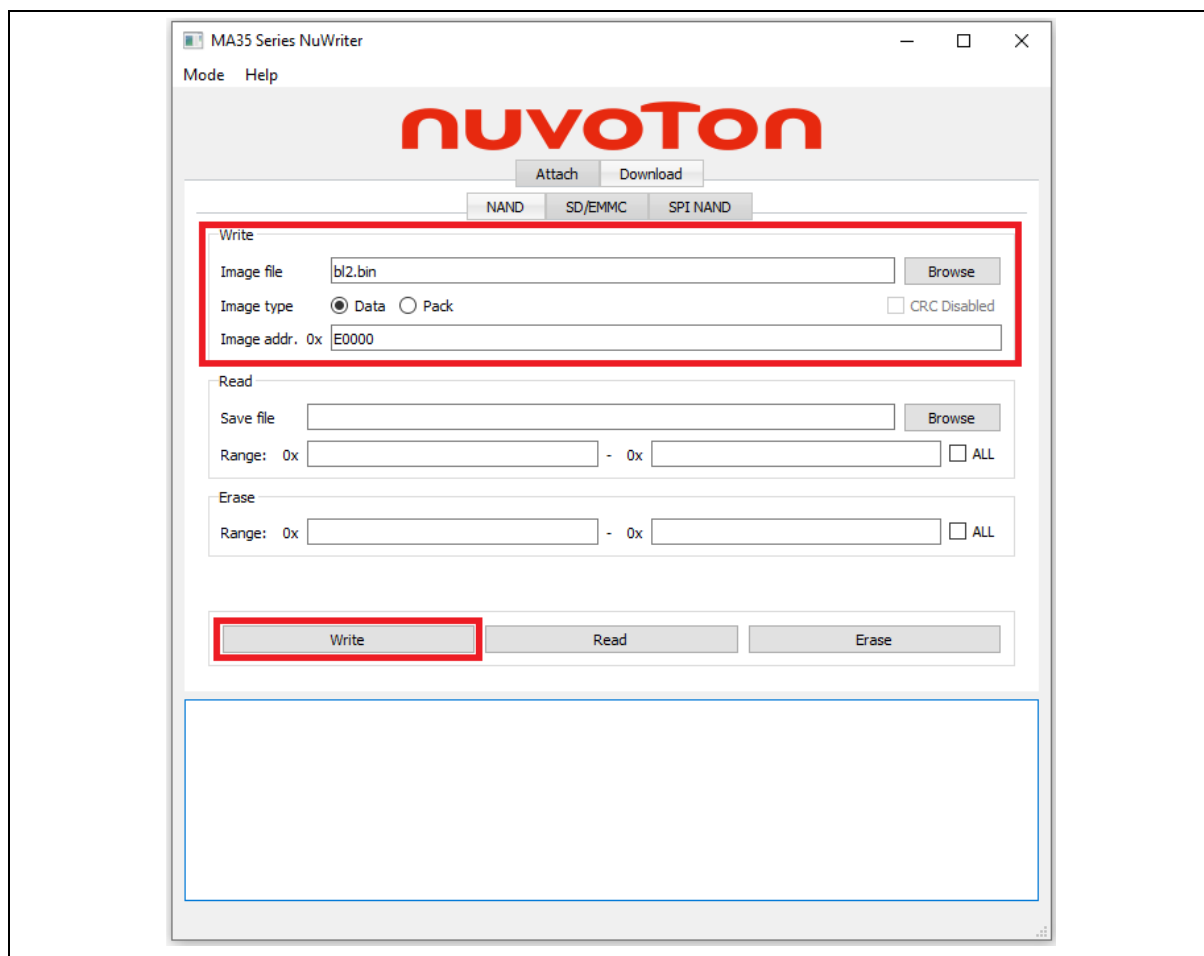 MA35 Series NuWriter
Mode Help
nuvoTon
Attach Download
NAND SD/EMMC SPI NAND
Write
Image file bl2.bin Browse
Image type Data Pack CRC Disabled
Image addr. 0x E0000
Read
Save file Browse
Range: 0x - 0x ALL
Erase
Range: 0x - 0x ALL
Write Read Erase